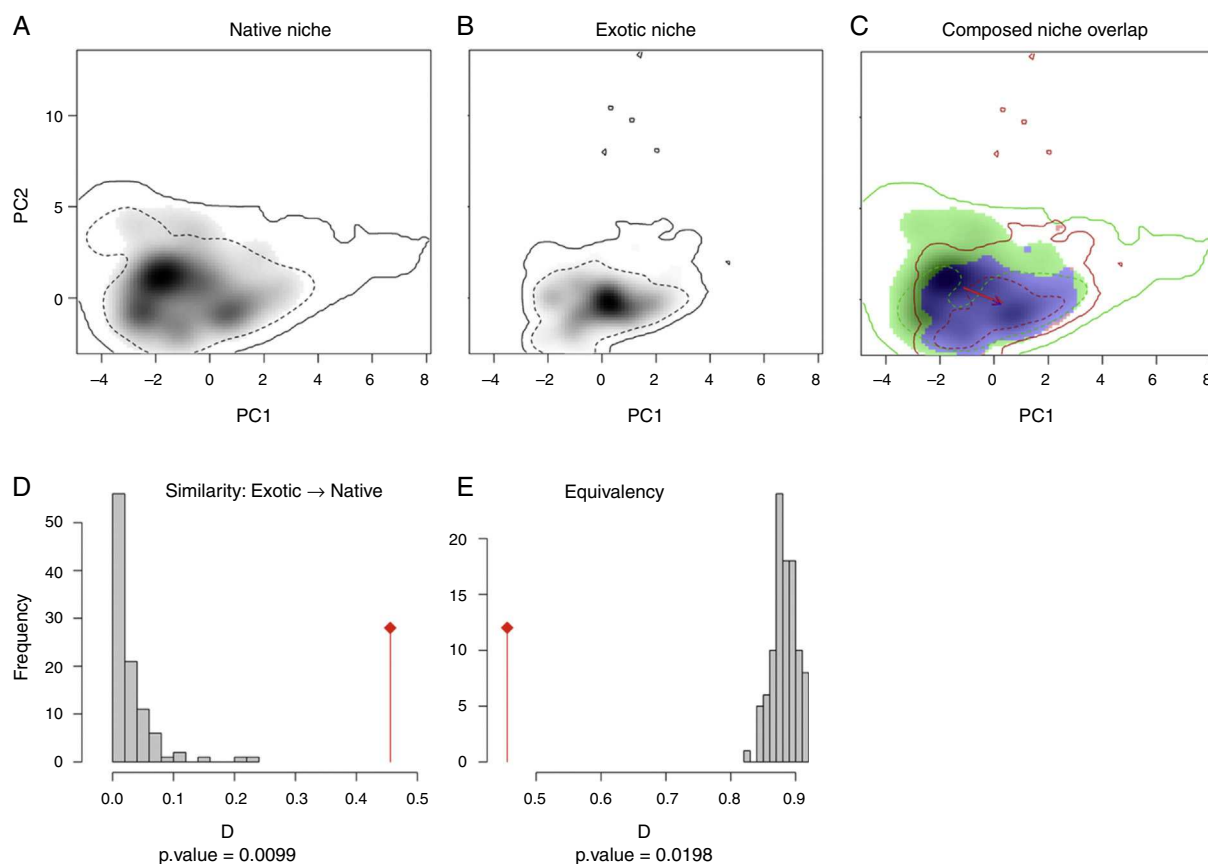 A Native niche
B Exotic niche
C Composed niche overlap
PC2
10
5
0
−4 −2 0 2 4 6 8
PC1
−4 −2 0 2 4 6 8
PC1
−4 −2 0 2 4 6 8
PC1
D Similarity: Exotic → Native
Frequency
50
40
30
20
10
0
0.0 0.1 0.2 0.3 0.4 0.5
D
p.value = 0.0099
E Equivalency
20
15
10
5
0
0.5 0.6 0.7 0.8 0.9
D
p.value = 0.0198